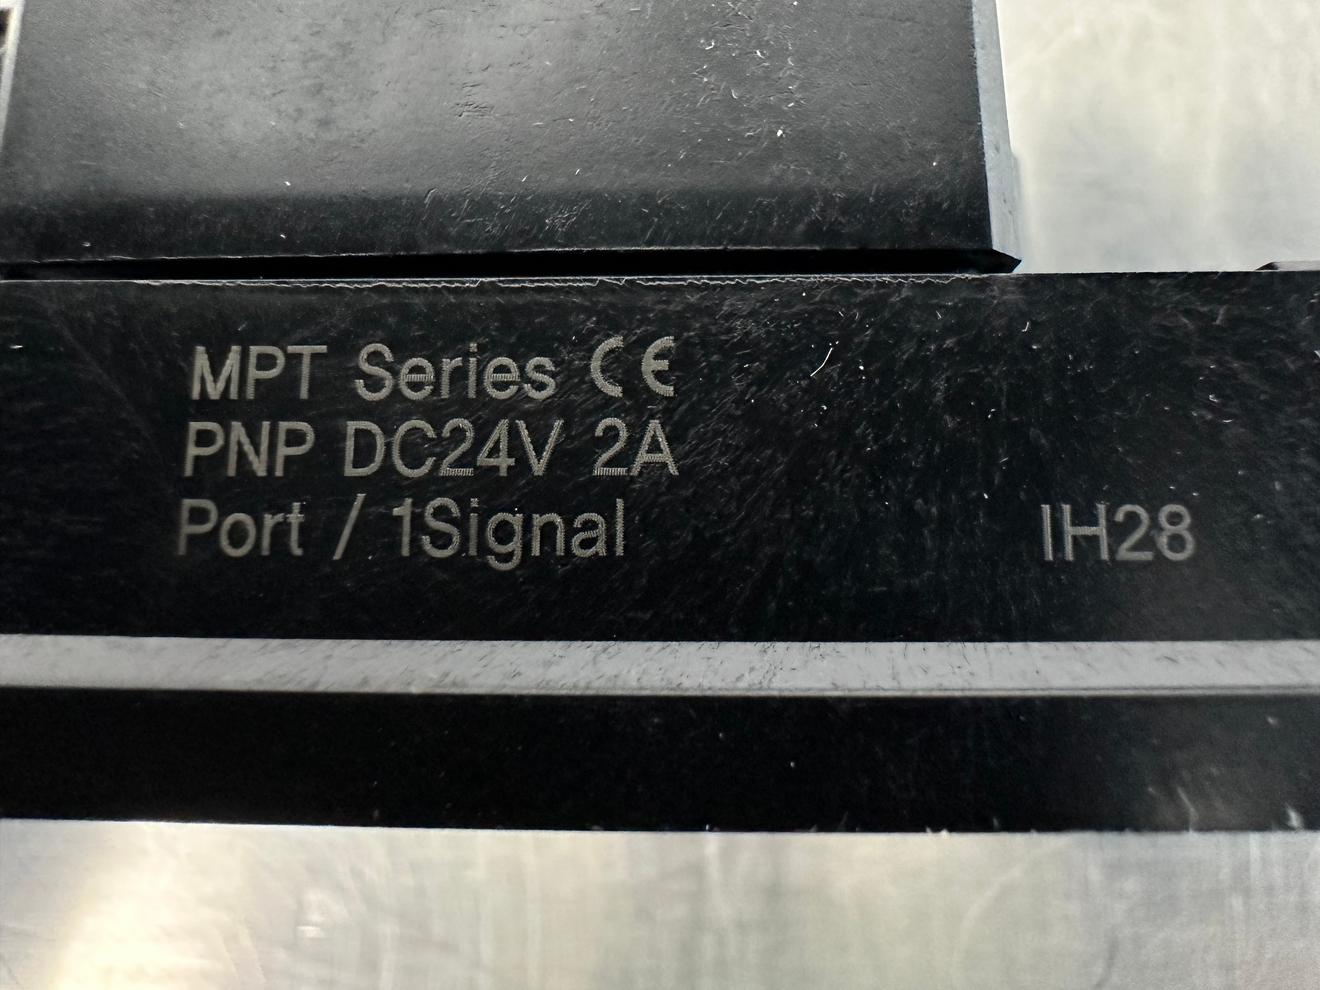 MPT Series CE
PNP DC24V 2A
Port / 1Signal
IH28